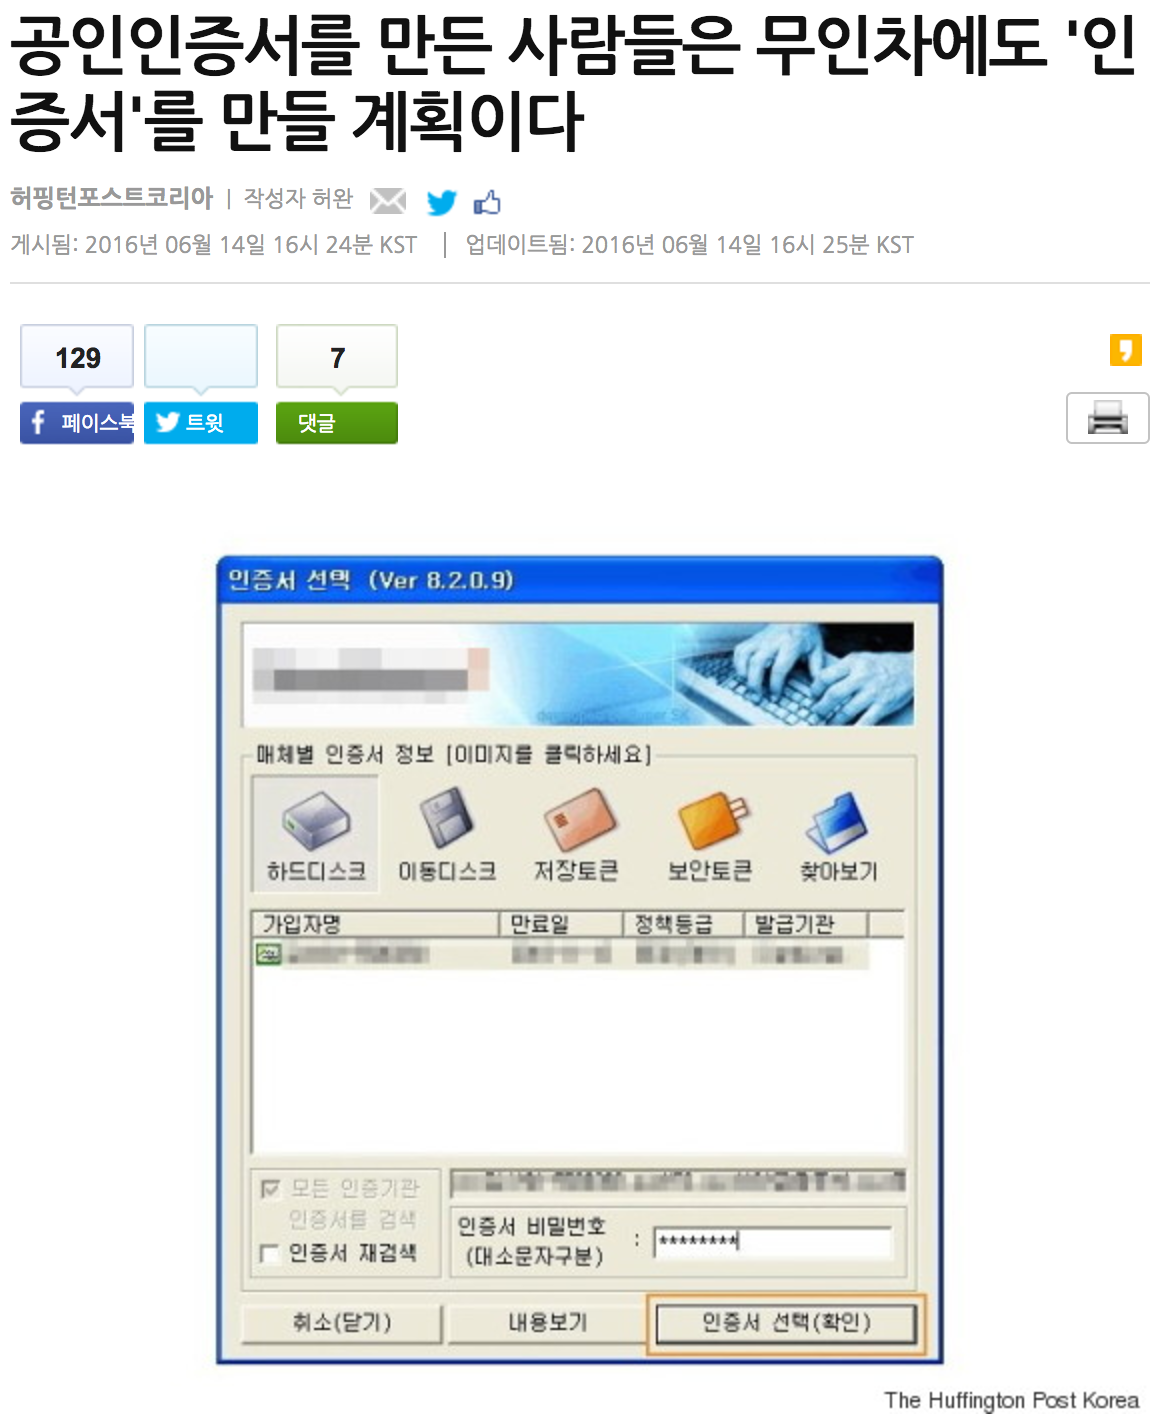 공인인증서를 만든 사람들은 무인차에도 '인
증서'를 만들 계획이다
허핑턴포스트코리아 | 작성자 허완
게시됨: 2016년 06월 14일 16시 24분 KST | 업데이트됨: 2016년 06월 14일 16시 25분 KST
129 7
페이스북 트윗 댓글
인증서 선택 (Ver 8.2.0.9)
매체별 인증서 정보 [이미지를 클릭하세요]
하드디스크 이동디스크 저장토큰 보안토큰 찾아보기
가입자명 만료일 정책등급 발급기관
모든 인증기관
인증서를 검색
인증서 재검색
인증서 비밀번호
(대소문자구분) : ********
취소(닫기) 내용보기 인증서 선택(확인)
The Huffington Post Korea